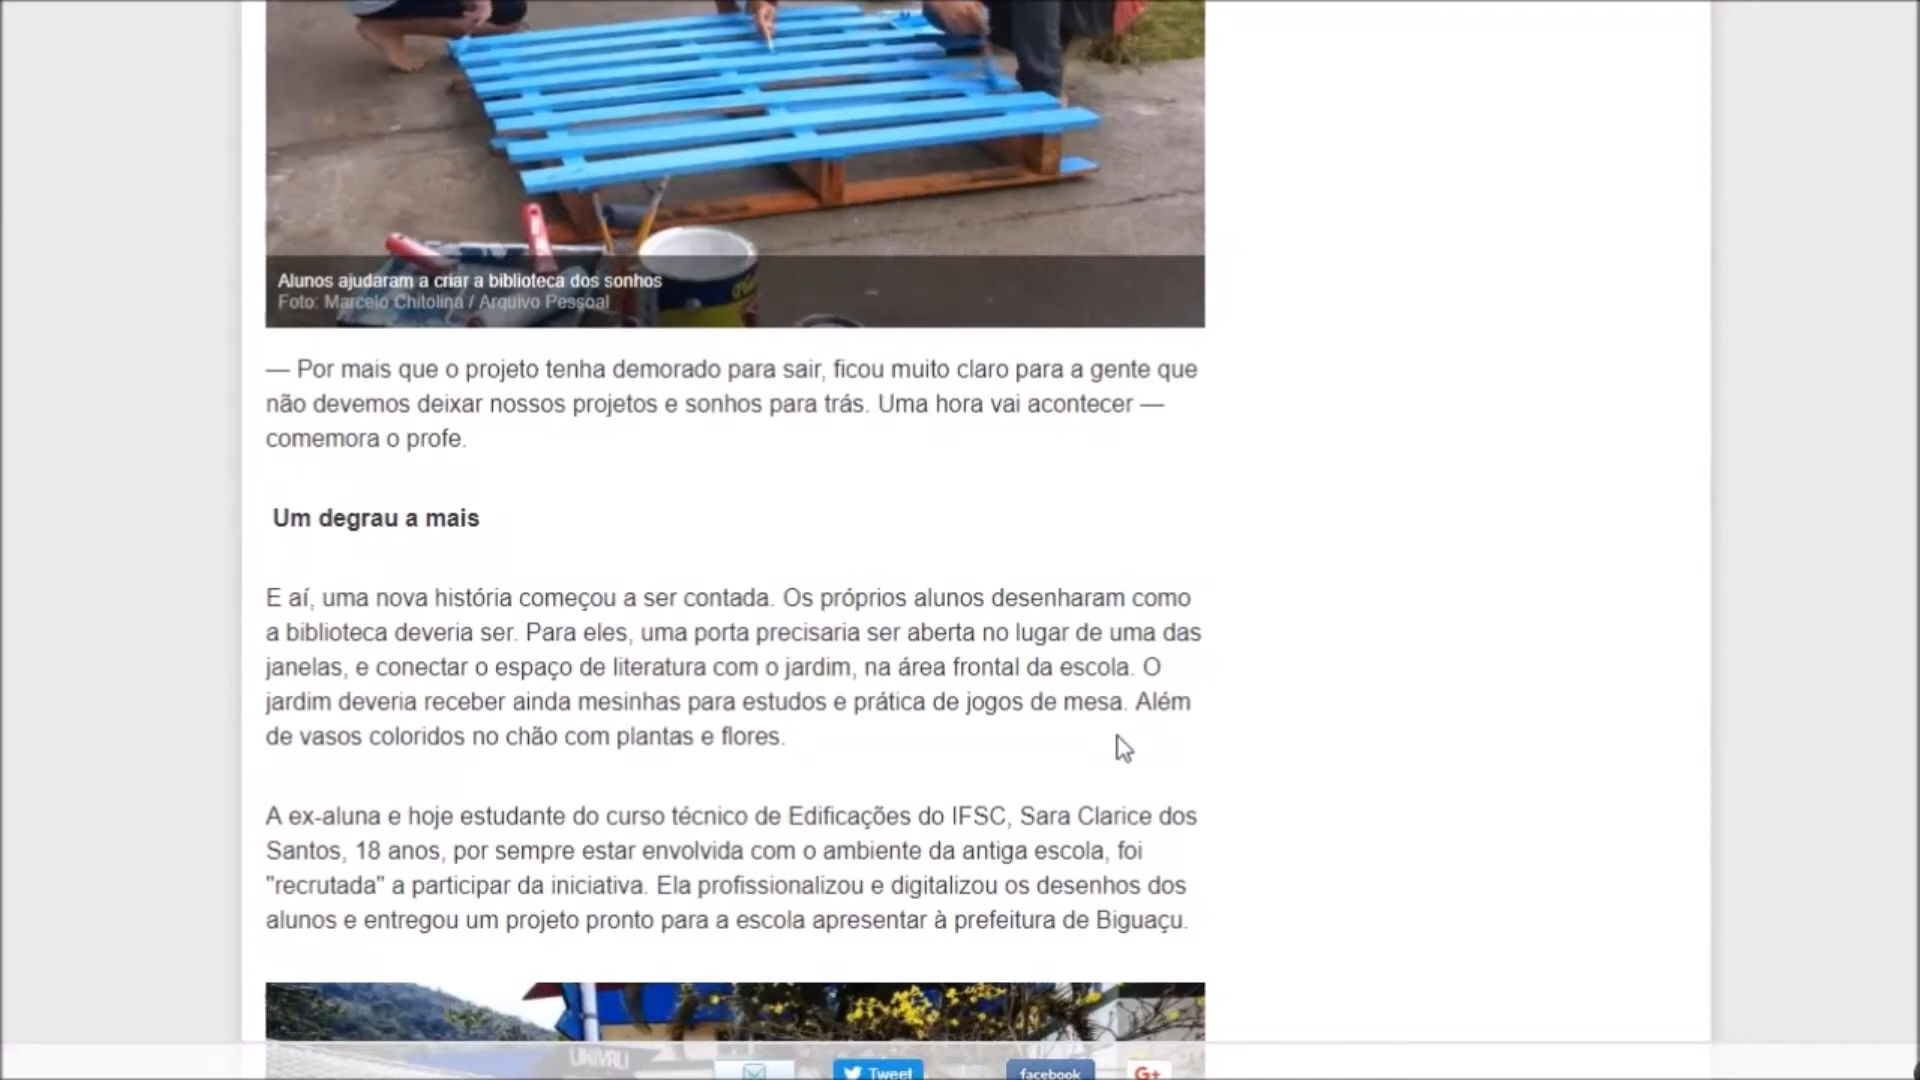 Alunos ajudaram a criar a biblioteca dos sonhos
Foto: Marcelo Chitolina / Arquivo Pessoal
— Por mais que o projeto tenha demorado para sair, ficou muito claro para a gente que
não devemos deixar nossos projetos e sonhos para trás. Uma hora vai acontecer —
comemora o profe.
Um degrau a mais
E aí, uma nova história começou a ser contada. Os próprios alunos desenharam como
a biblioteca deveria ser. Para eles, uma porta precisaria ser aberta no lugar de uma das
janelas, e conectar o espaço de literatura com o jardim, na área frontal da escola. O
jardim deveria receber ainda mesinhas para estudos e prática de jogos de mesa. Além
de vasos coloridos no chão com plantas e flores.
A ex-aluna e hoje estudante do curso técnico de Edificações do IFSC, Sara Clarice dos
Santos, 18 anos, por sempre estar envolvida com o ambiente da antiga escola, foi
"recrutada" a participar da iniciativa. Ela profissionalizou e digitalizou os desenhos dos
alunos e entregou um projeto pronto para a escola apresentar à prefeitura de Biguaçu.
UNIVALI
Tweet
facebook
G+